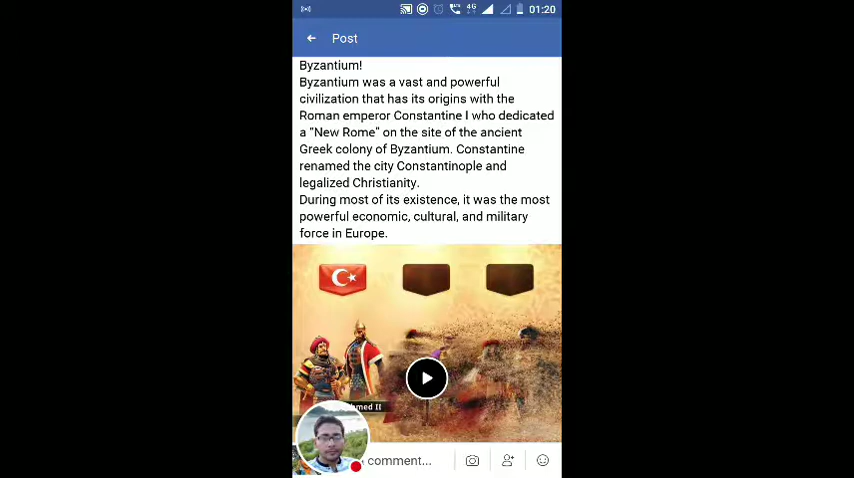 4G
01:20
Post
Byzantium!
Byzantium was a vast and powerful
civilization that has its origins with the
Roman emperor Constantine I who dedicated
a "New Rome" on the site of the ancient
Greek colony of Byzantium. Constantine
renamed the city Constantinople and
legalized Christianity.
During most of its existence, it was the most
powerful economic, cultural, and military
force in Europe.
II
comment...